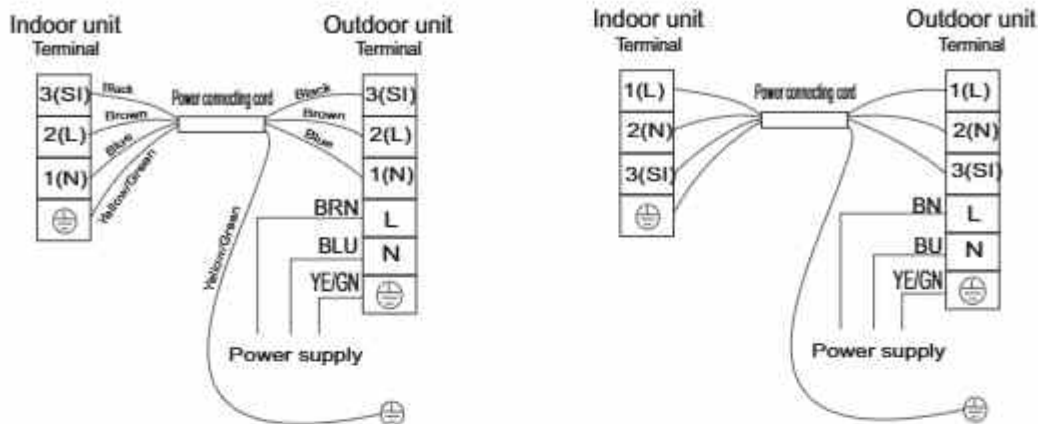 Indoor unit
Terminal
3(SI)
2(L)
1(N)
Black
Brown
Blue
Yellow/Green
Power connecting cord
Black
Brown
Blue
Yellow/Green
Outdoor unit
Terminal
3(SI)
2(L)
1(N)
L
N
BRN
BLU
YE/GN
Power supply
Indoor unit
Terminal
1(L)
2(N)
3(SI)
Power connecting cord
Outdoor unit
Terminal
1(L)
2(N)
3(SI)
L
N
BN
BU
YE/GN
Power supply